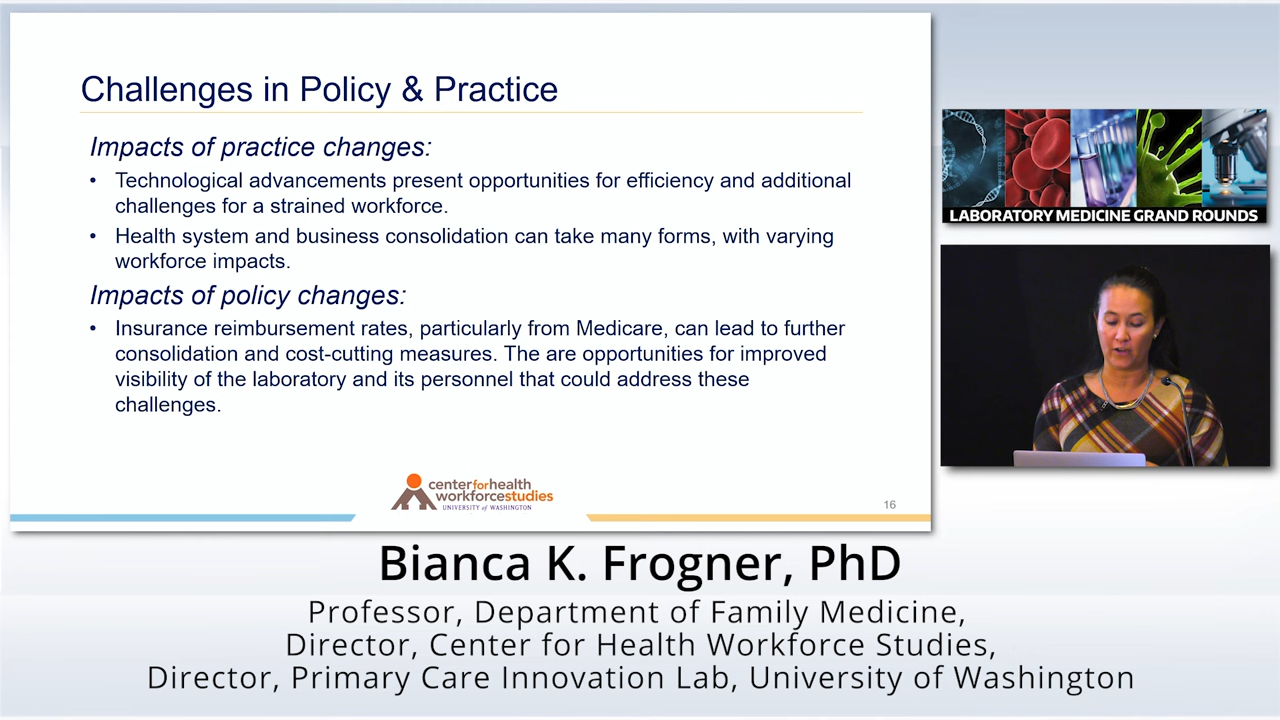 Challenges in Policy & Practice
Impacts of practice changes:
• Technological advancements present opportunities for efficiency and additional
challenges for a strained workforce.
• Health system and business consolidation can take many forms, with varying
workforce impacts.
Impacts of policy changes:
• Insurance reimbursement rates, particularly from Medicare, can lead to further
consolidation and cost-cutting measures. The are opportunities for improved
visibility of the laboratory and its personnel that could address these
challenges.
centerforhealth
workforcestudies
UNIVERSITY of WASHINGTON
16
LABORATORY MEDICINE GRAND ROUNDS
Bianca K. Frogner, PhD
Professor, Department of Family Medicine,
Director, Center for Health Workforce Studies,
Director, Primary Care Innovation Lab, University of Washington